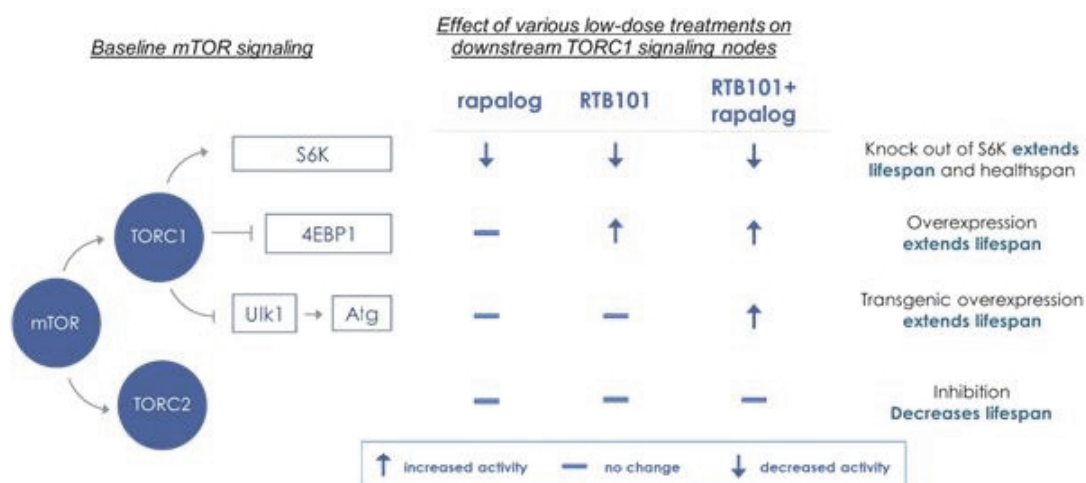 Baseline mTOR signaling
Effect of various low-dose treatments on
downstream TORC1 signaling nodes
rapalog
RTB101
RTB101+
rapalog
S6K
Knock out of S6K extends
lifespan and healthspan
TORC1
4EBP1
Overexpression
extends lifespan
mTOR
Ulk1
Atg
Transgenic overexpression
extends lifespan
TORC2
Inhibition
Decreases lifespan
increased activity
no change
decreased activity